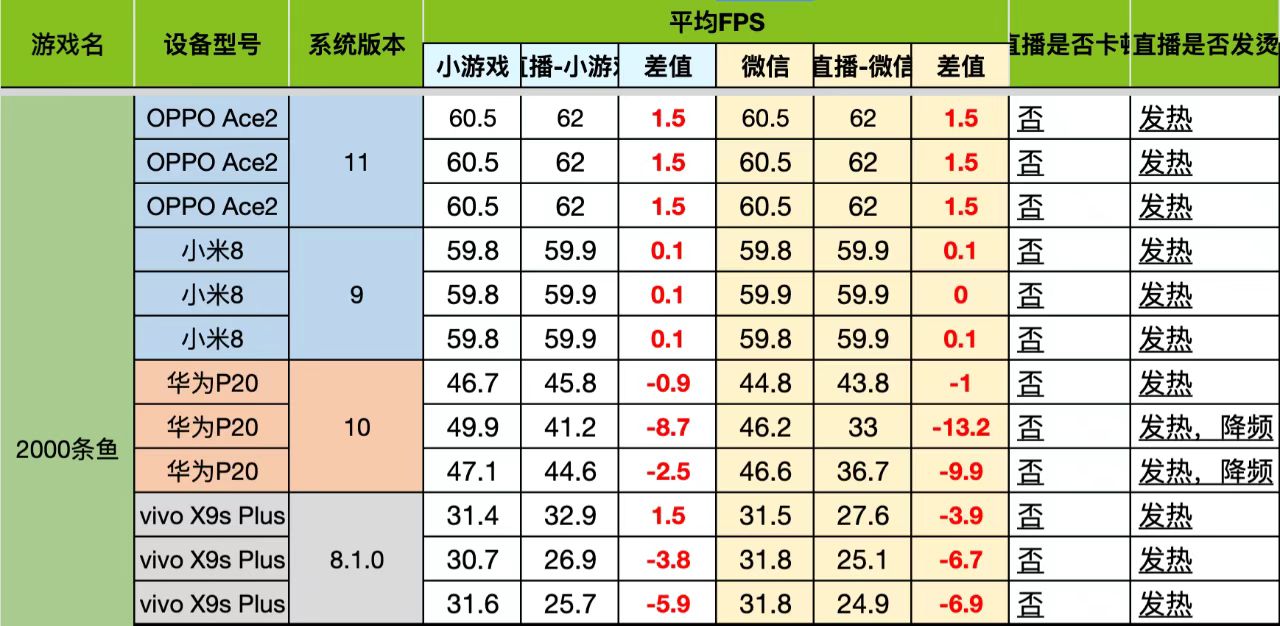 游戏名 设备型号 系统版本 平均FPS 直播是否卡顿 直播是否发烫
小游戏 直播-小游戏 差值 微信 直播-微信 差值
2000条鱼
OPPO Ace2 11 60.5 62 1.5 60.5 62 1.5 否 发热
OPPO Ace2 60.5 62 1.5 60.5 62 1.5 否 发热
OPPO Ace2 60.5 62 1.5 60.5 62 1.5 否 发热
小米8 9 59.8 59.9 0.1 59.8 59.9 0.1 否 发热
小米8 59.8 59.9 0.1 59.9 59.9 0 否 发热
小米8 59.8 59.9 0.1 59.8 59.9 0.1 否 发热
华为P20 10 46.7 45.8 -0.9 44.8 43.8 -1 否 发热
华为P20 49.9 41.2 -8.7 46.2 33 -13.2 否 发热，降频
华为P20 47.1 44.6 -2.5 46.6 36.7 -9.9 否 发热，降频
vivo X9s Plus 8.1.0 31.4 32.9 1.5 31.5 27.6 -3.9 否 发热
vivo X9s Plus 30.7 26.9 -3.8 31.8 25.1 -6.7 否 发热
vivo X9s Plus 31.6 25.7 -5.9 31.8 24.9 -6.9 否 发热